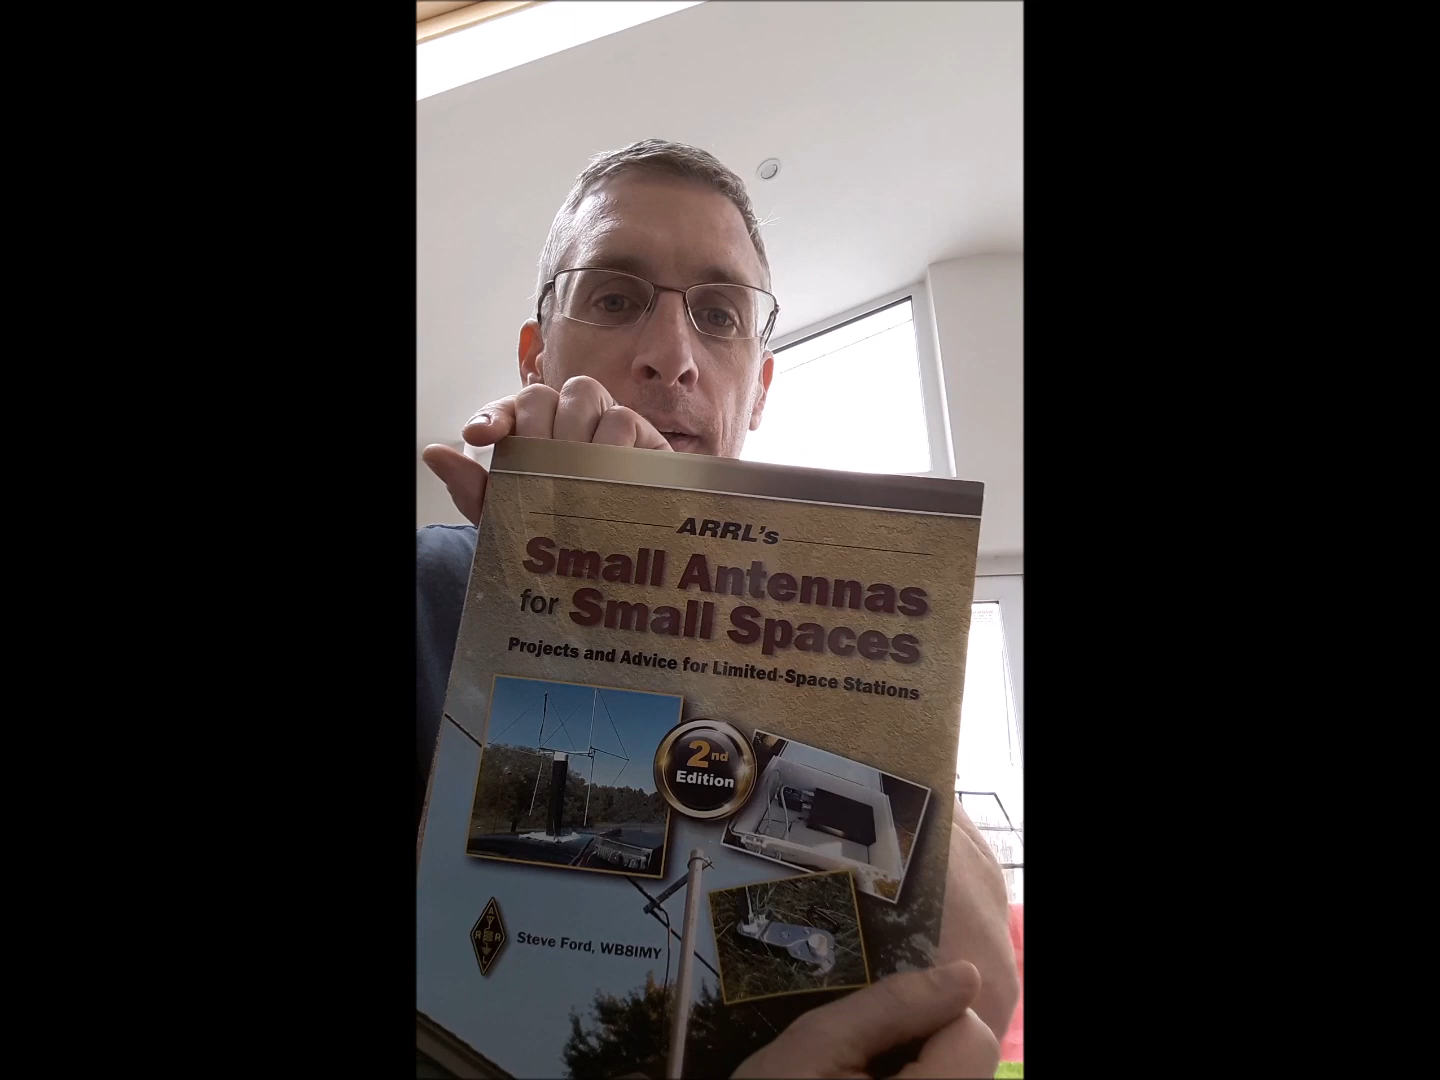 ARRL's
Small Antennas
for Small Spaces
Projects and Advice for Limited-Space Stations
2nd
Edition
Steve Ford, WB8IMY